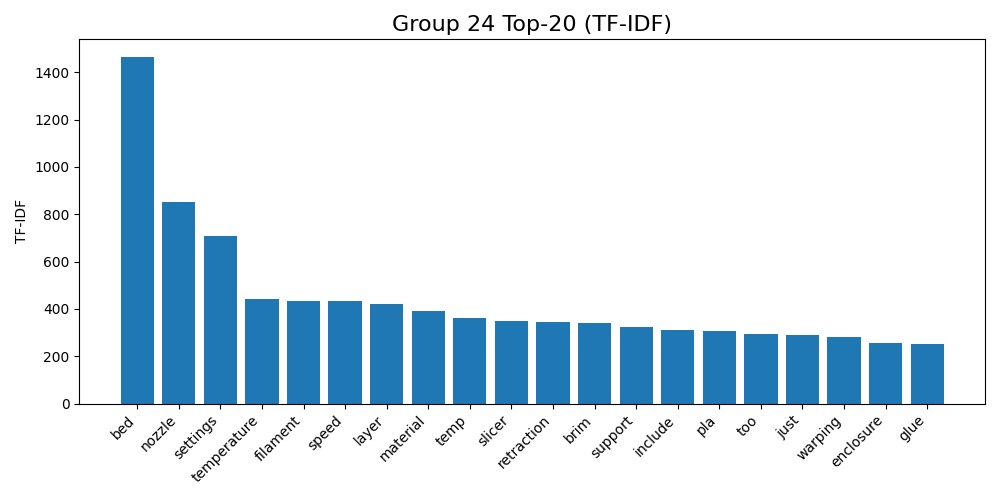 Group 24 Top-20 (TF-IDF)
TF-IDF
1400
1200
1000
800
600
400
200
0
bed
nozzle
settings
temperature
filament
speed
layer
material
temp
slicer
retraction
brim
support
include
pla
too
just
warping
enclosure
glue